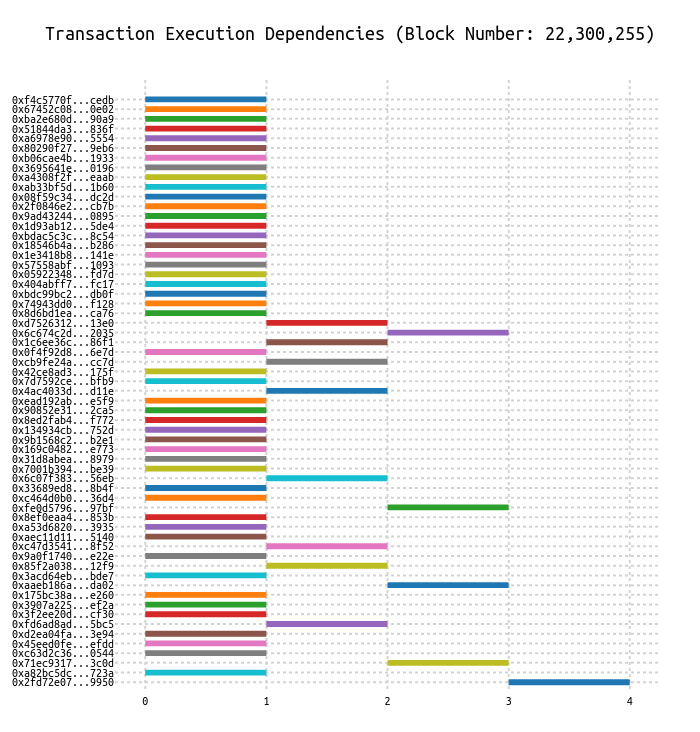 Transaction Execution Dependencies (Block Number: 22,300,255)
0xf4c5770f...cedb
0x67452c08...0e02
0xba2e680d...90a9
0x51844da3...836f
0xa6978e90...5554
0x80290f27...9eb6
0xb06cae4b...1933
0x3695641e...0196
0xa4308f2f...eaab
0xab33bf5d...1b60
0x08f59c34...dc2d
0x2f0846e2...cb7b
0x9ad43244...0895
0x1d93ab12...5de4
0xbdac5c3c...8c54
0x18546b4a...b286
0x1e3418b8...141e
0x57558abf...1093
0x05922348...fd7d
0x404abff7...fc17
0xbdc99bc2...db0f
0x74943dd0...f128
0x8d6bd1ea...ca76
0xd7526312...13e0
0x6c674c2d...2035
0x1c6ee36c...86f1
0x0f4f92d8...6e7d
0xcb9fe24a...cc7d
0x42ce8ad3...175f
0x7d7592ce...bfb9
0x4ac4033d...d11e
0xead192ab...e5f9
0x90852e31...2ca5
0x8ed2fab4...f772
0x134934cb...752d
0x9b1568c2...b2e1
0x169c0482...e773
0x31d8abea...8979
0x7001b394...be39
0x6c07f383...56eb
0x33689ed8...8b4f
0xc464d0b0...36d4
0xfe0d5796...97bf
0x8ef0eaa4...853b
0xa53d6820...3935
0xaec11d11...5140
0xc47d3541...8f52
0x9a0f1740...e22e
0x85f2a038...12f9
0x3acd64eb...bde7
0xaaeb186a...da02
0x175bc38a...e260
0x3907a225...ef2a
0x3f2ee20d...cf30
0xfd6ad8ad...5bc5
0xd2ea04fa...3e94
0x45eed0fe...efdd
0xc63d2c36...0544
0x71ec9317...3c0d
0xa82bc5dc...723a
0x2fd72e07...9950
0 1 2 3 4